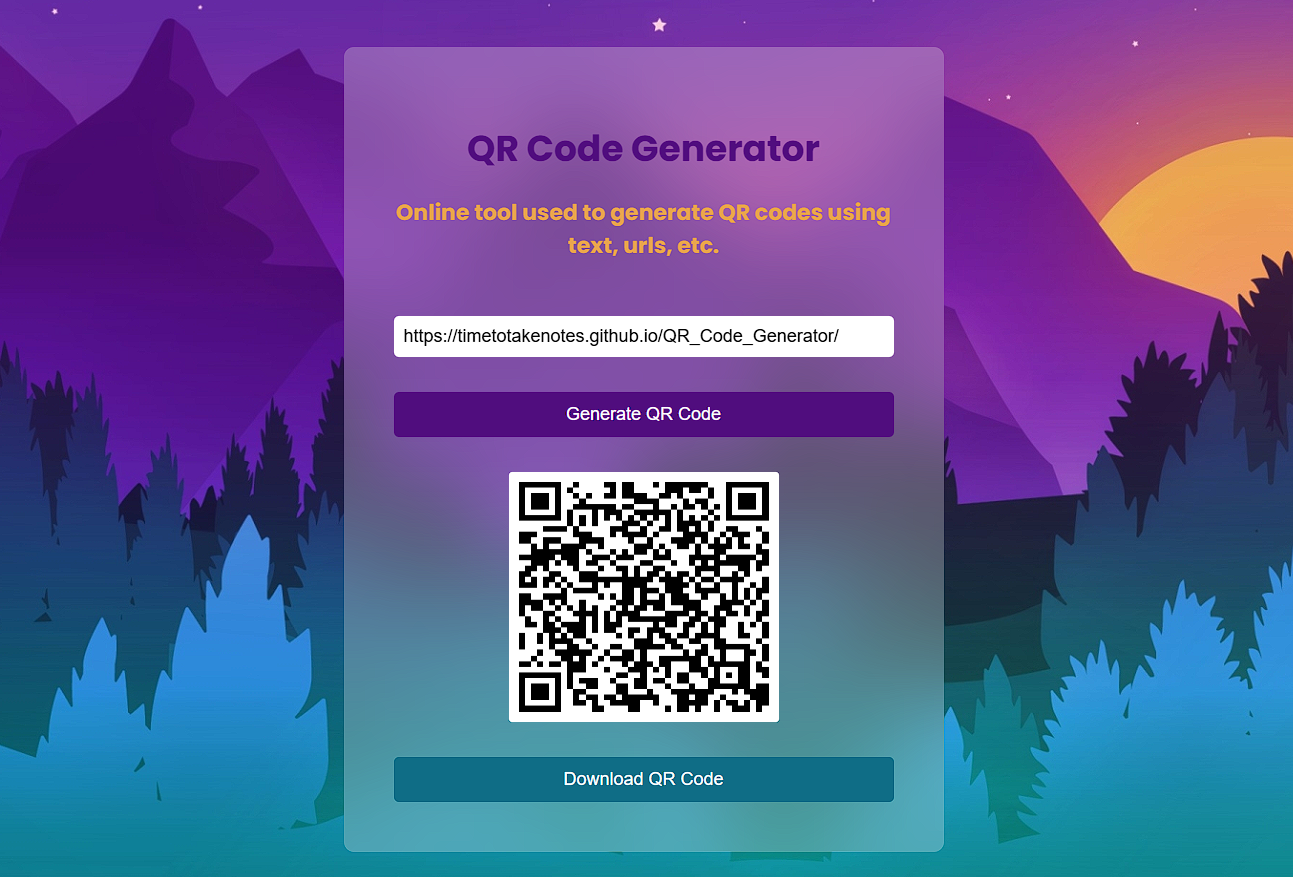 QR Code Generator
Online tool used to generate QR codes using
text, urls, etc.
https://timetotakenotes.github.io/QR_Code_Generator/
Generate QR Code
Download QR Code